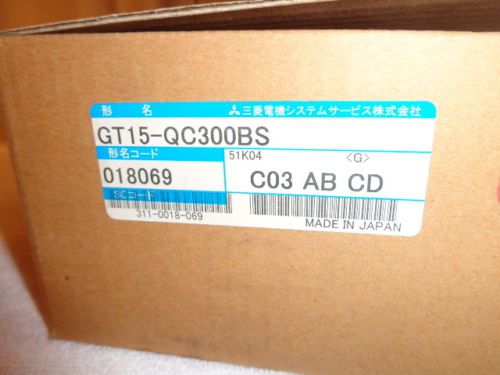 形 名 三菱電機システムサービス株式会社
GT15-QC300BS
形名コード 51K04 <G>
018069 C03 AB CD
SCコード
311-0018-069 MADE IN JAPAN